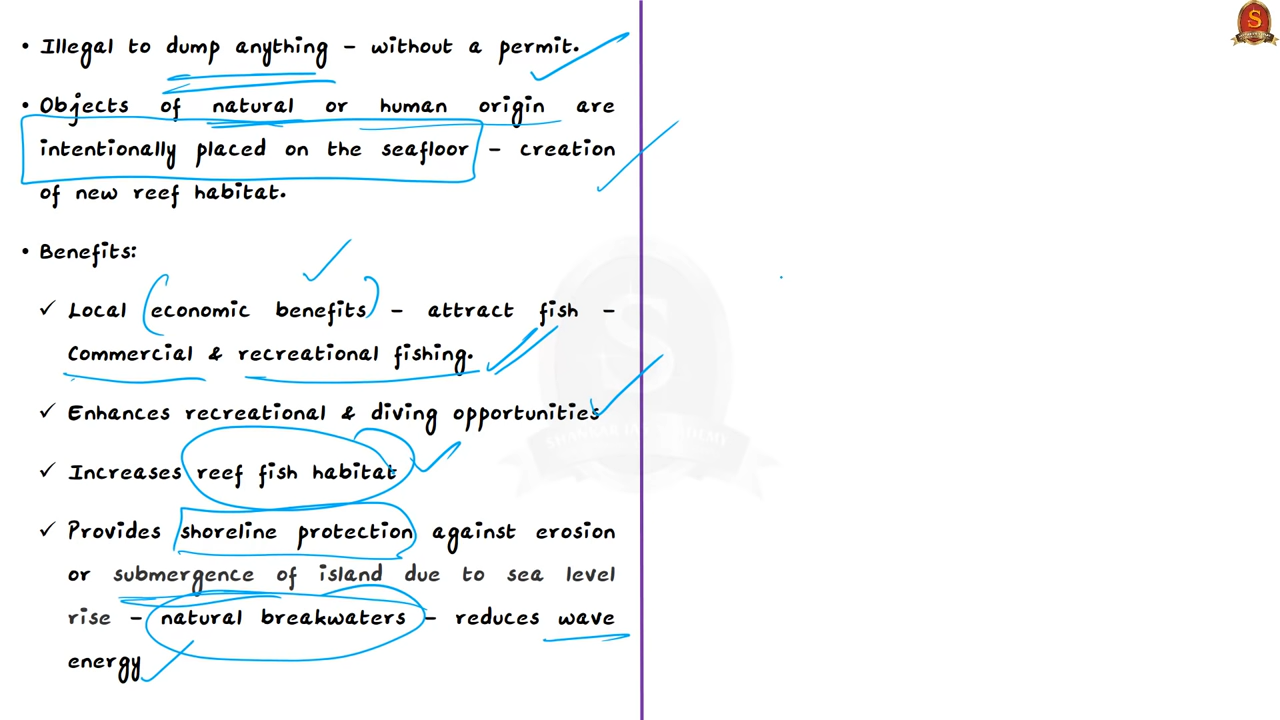 • Illegal to dump anything – without a permit.
• Objects of natural or human origin are
intentionally placed on the seafloor – creation
of new reef habitat.
• Benefits:
✓ Local (economic benefits) – attract fish –
Commercial & recreational fishing.
✓ Enhances recreational & diving opportunities
✓ Increases reef fish habitat
✓ Provides shoreline protection against erosion
or submergence of island due to sea level
rise – natural breakwaters – reduces wave
energy
S
SHANKAR IAS ACADEMY